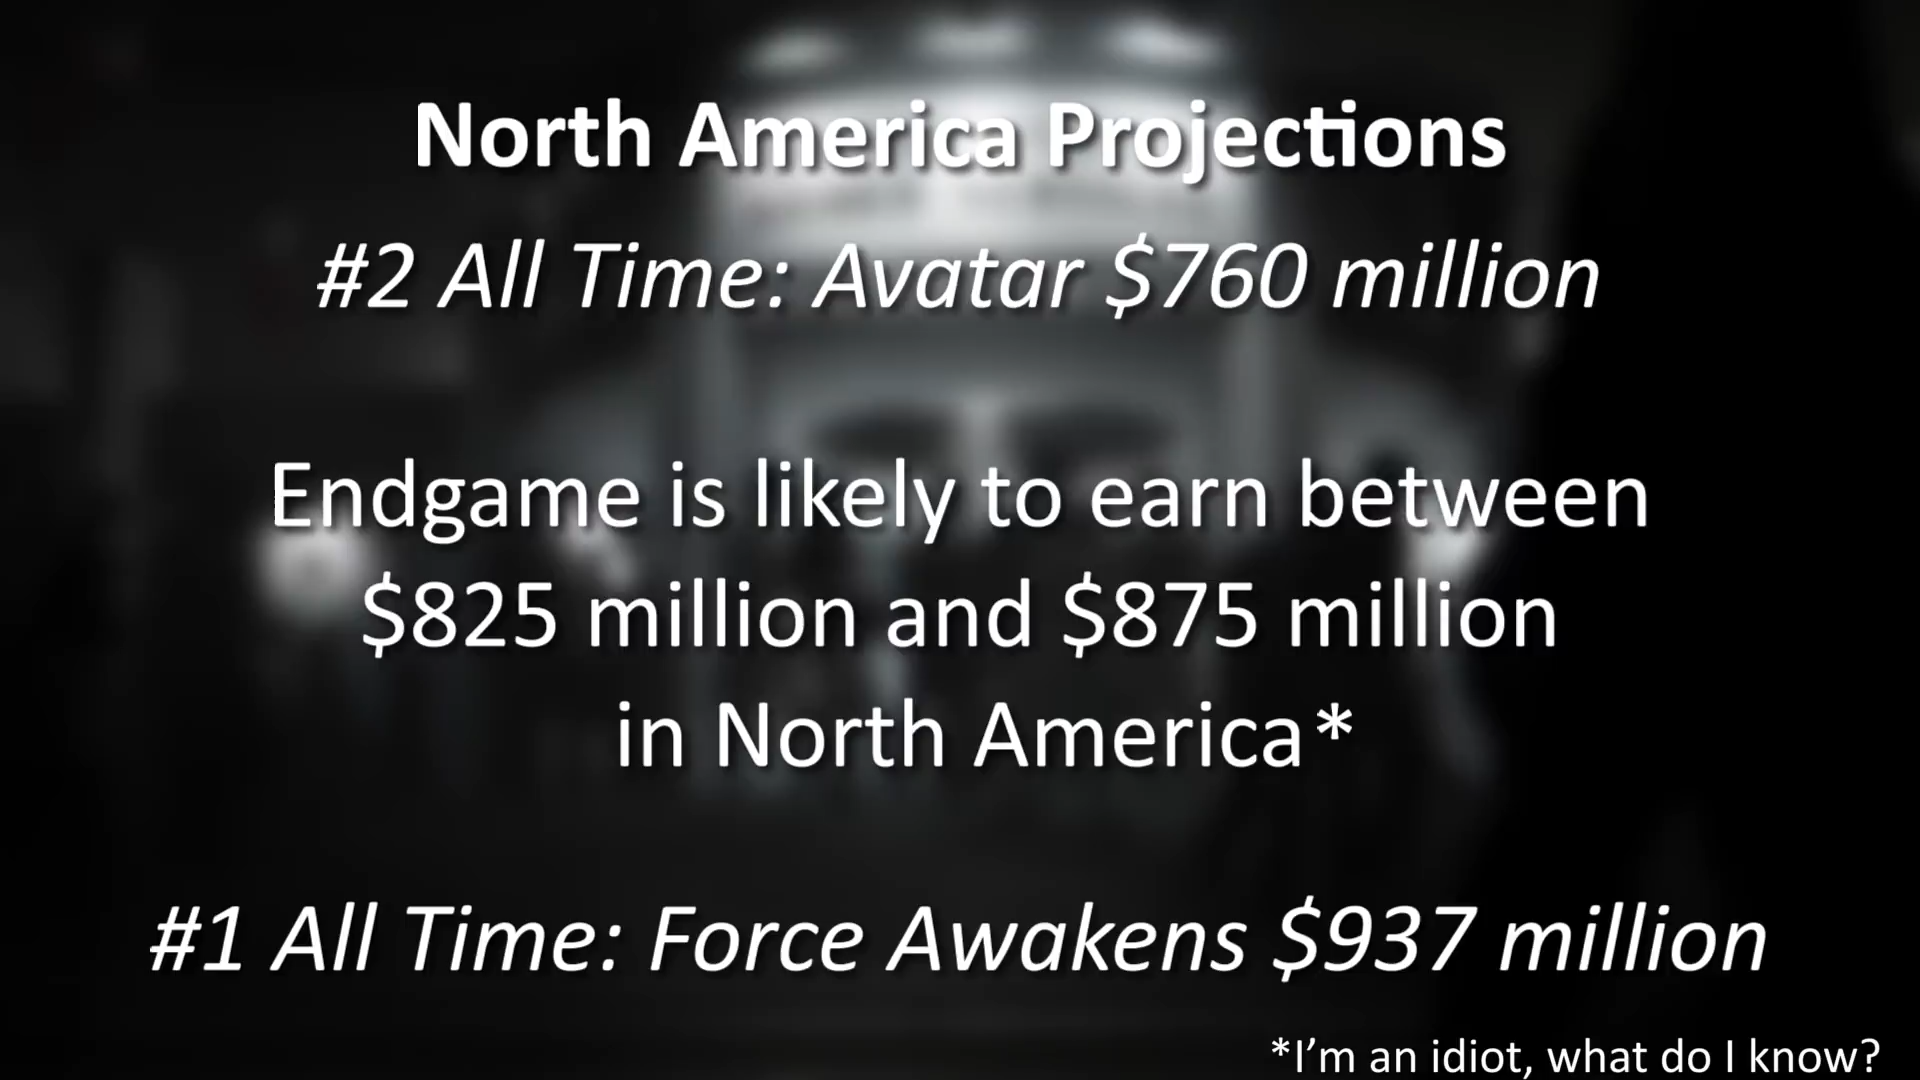 North America Projections
#2 All Time: Avatar $760 million
Endgame is likely to earn between
$825 million and $875 million
in North America*
#1 All Time: Force Awakens $937 million
*I’m an idiot, what do I know?